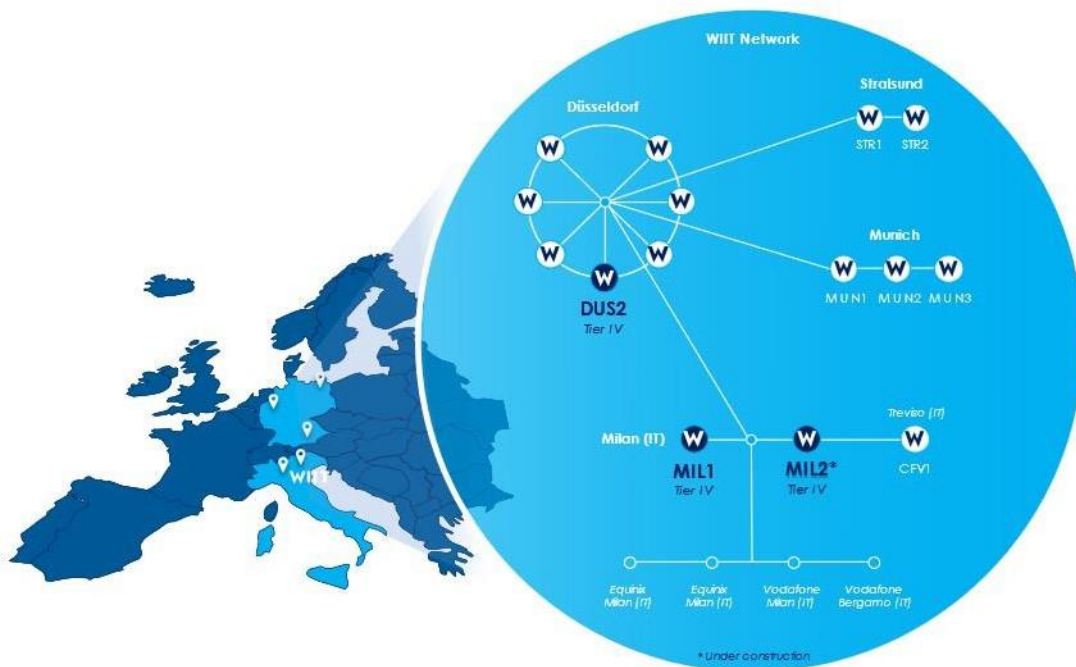 WIIT Network
Stralsund
Düsseldorf
W
W
W
W
STR1
STR2
W
W
W
W
Munich
W
W
W
W
MUN1
MUN2
MUN3
DUS2
Tier IV
Treviso (IT)
Milan (IT)
W
W
W
MIL1
MIL2*
CFV1
Tier IV
Tier IV
WIIT
Equinix
Milan (IT)
Equinix
Milan (IT)
Vodafone
Milan (IT)
Vodafone
Bergamo (IT)
* Under construction